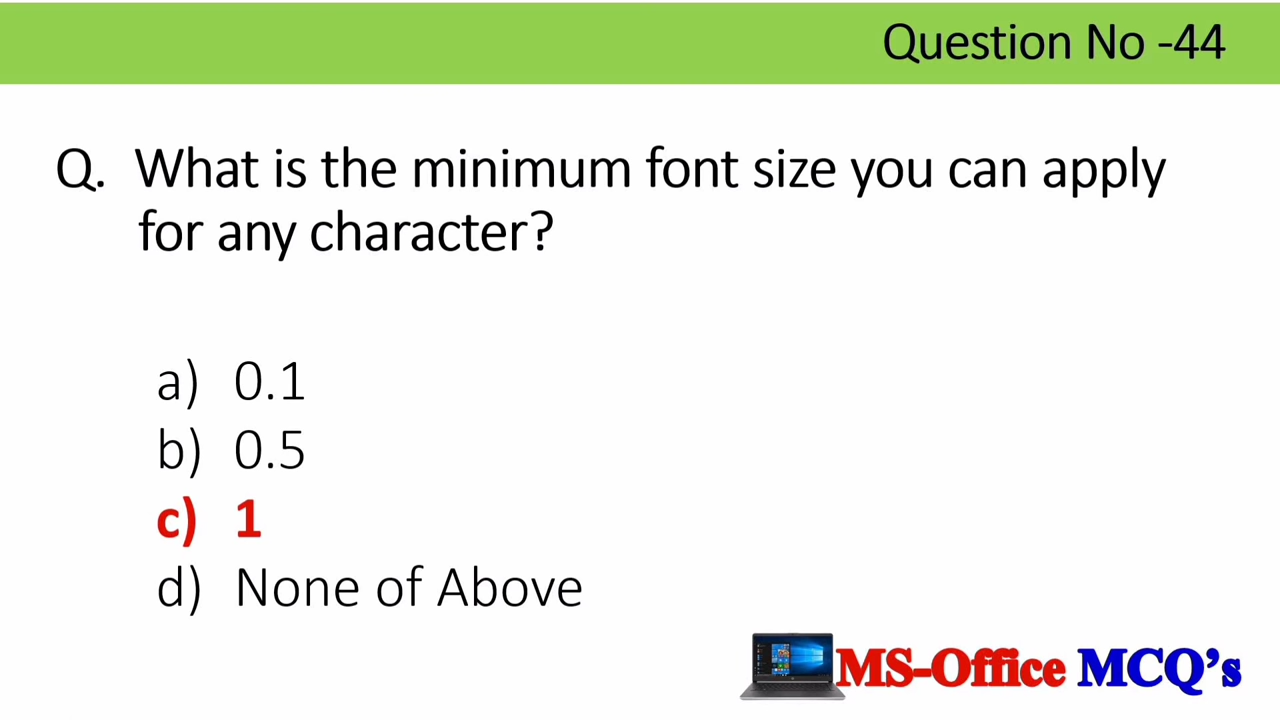 Question No -44
Q. What is the minimum font size you can apply
for any character?
a) 0.1
b) 0.5
c) 1
d) None of Above
MS-Office MCQ's